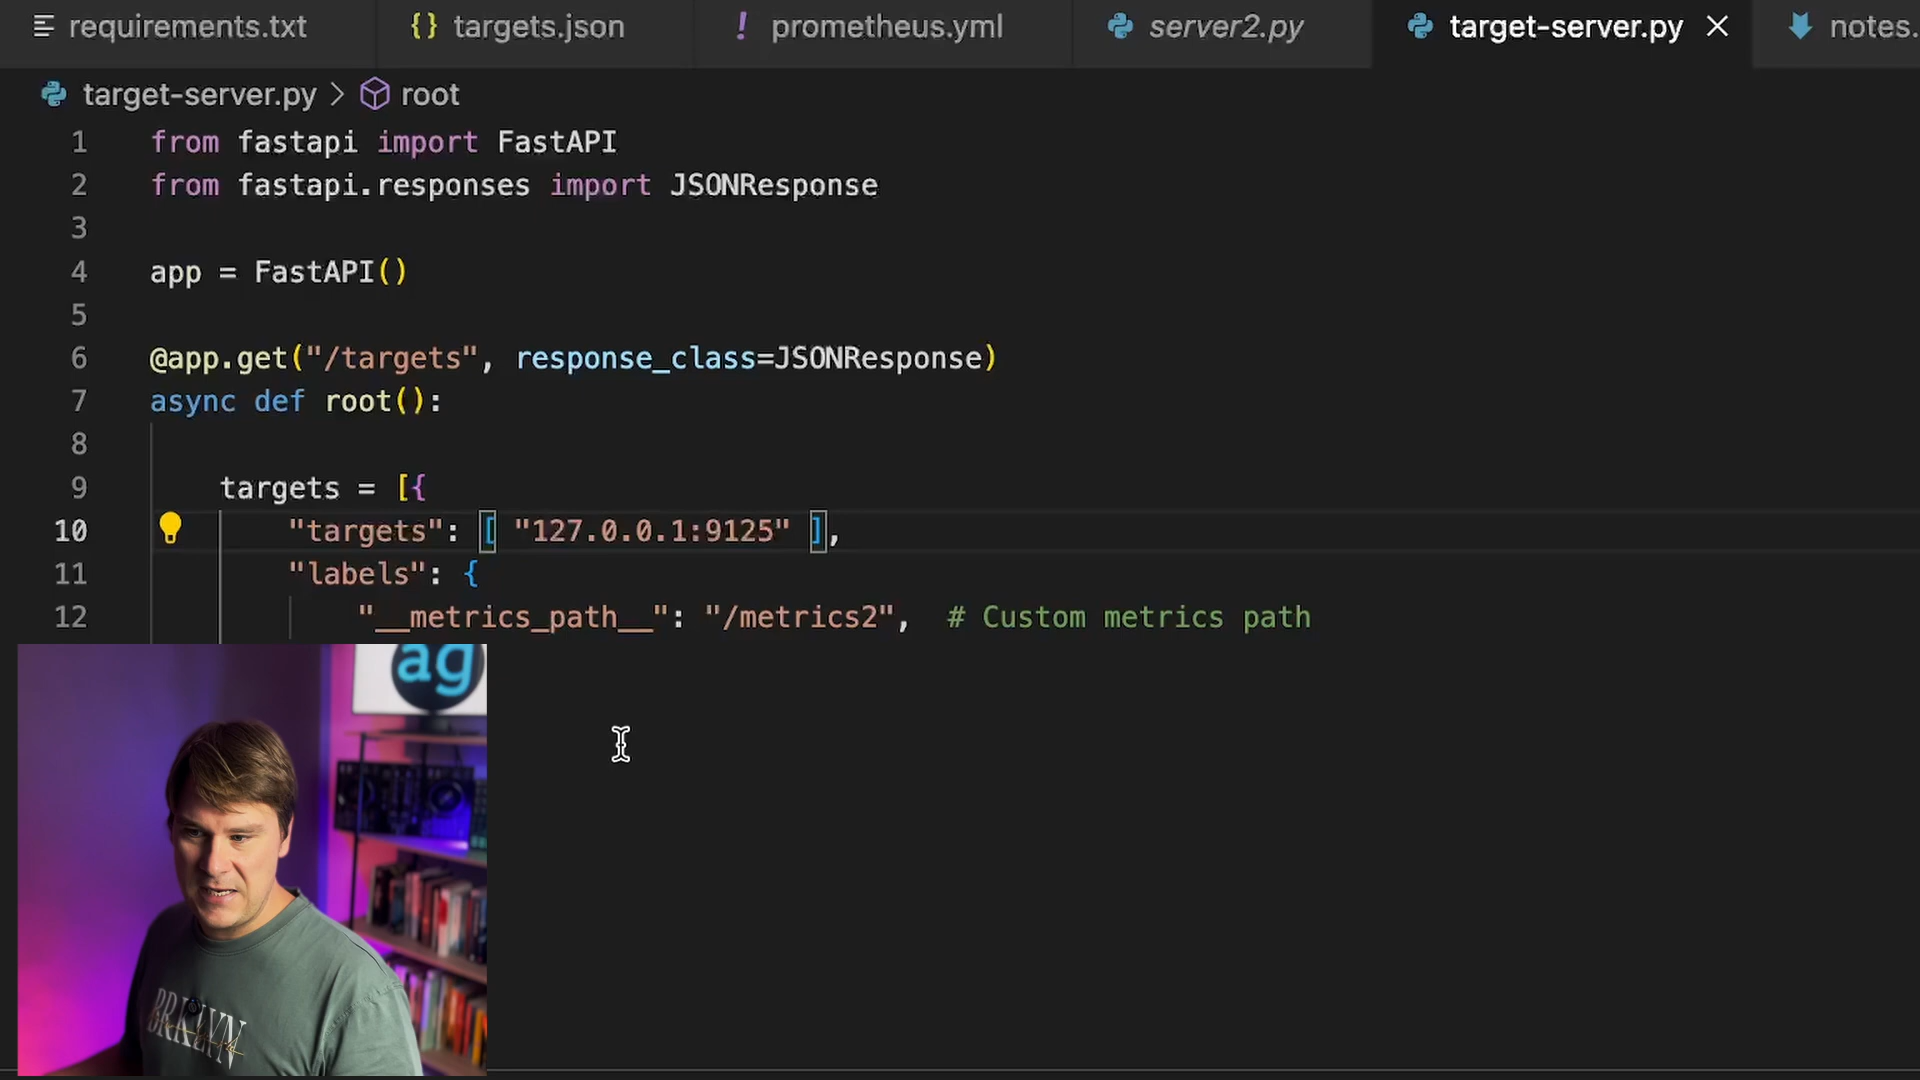 requirements.txt
{} targets.json
! prometheus.yml
server2.py
target-server.py
notes.
target-server.py > root
1 from fastapi import FastAPI
2 from fastapi.responses import JSONResponse
3
4 app = FastAPI()
5
6 @app.get("/targets", response_class=JSONResponse)
7 async def root():
8
9 targets = [{
10 "targets": [ "127.0.0.1:9125" ],
11 "labels": {
12 "__metrics_path__": "/metrics2", # Custom metrics path
ag